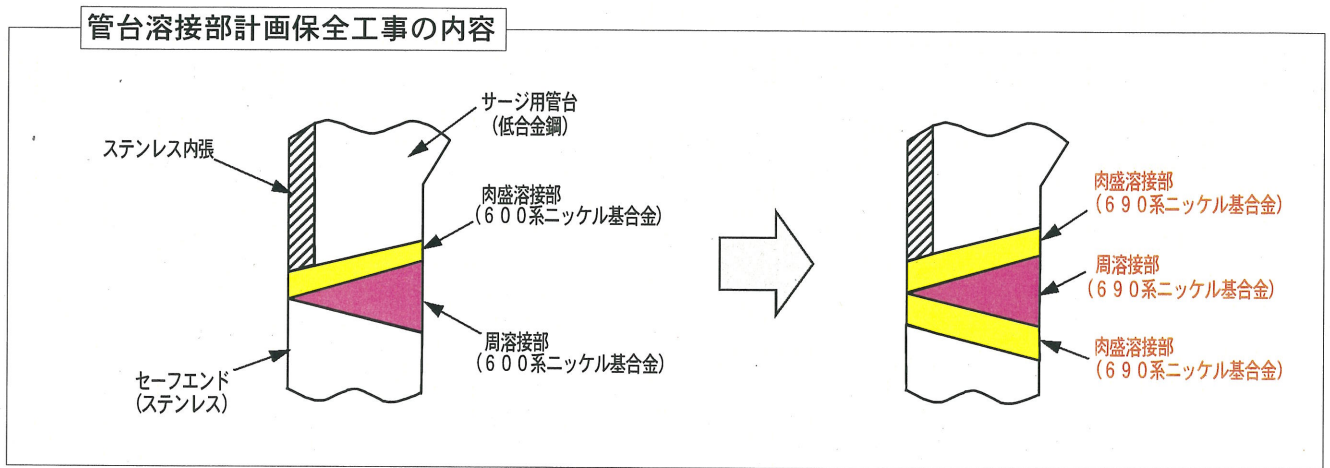 管台溶接部計画保全工事の内容
サージ用管台
(低合金鋼)
ステンレス内張
肉盛溶接部
(600系ニッケル基合金)
周溶接部
(600系ニッケル基合金)
セーフエンド
(ステンレス)
肉盛溶接部
(690系ニッケル基合金)
周溶接部
(690系ニッケル基合金)
肉盛溶接部
(690系ニッケル基合金)